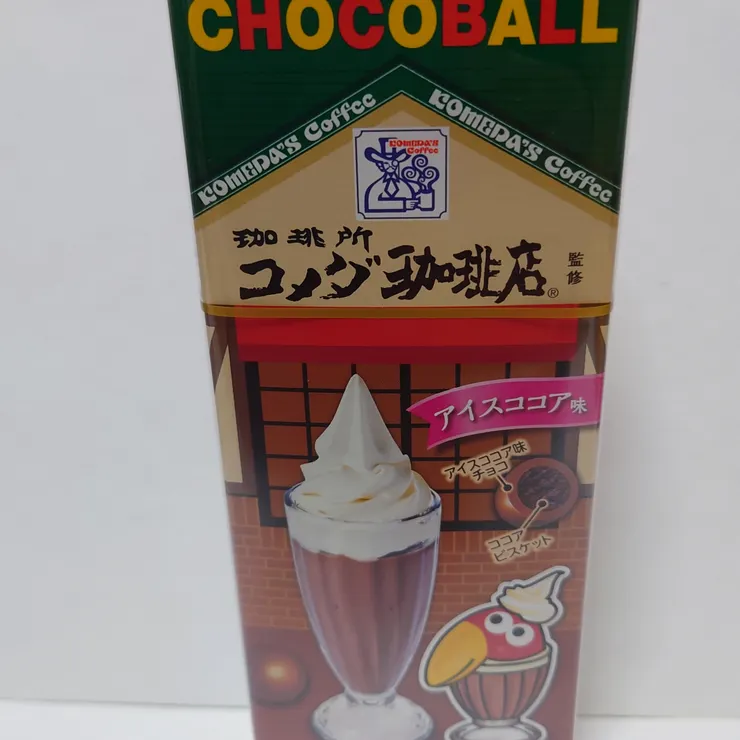 CHOCOBALL
KOMEDA'S Coffee
KOMEDA'S Coffee
KOMEDA'S
Coffee
珈琲所
コメダ珈琲店®
監修
アイスココア味
アイスココア味
チョコ
ココア
ビスケット